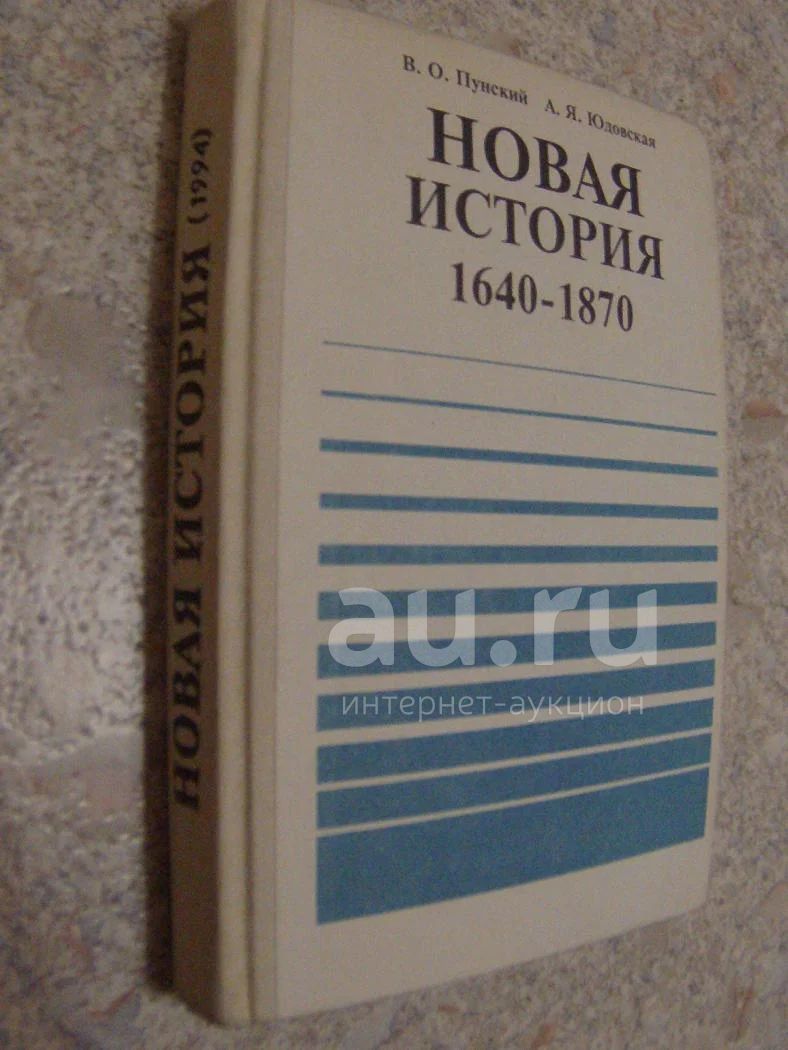 В. О. Пунский А. Я. Юдовская
НОВАЯ
ИСТОРИЯ
1640-1870
НОВАЯ ИСТОРИЯ (1994)
au.ru
интернет-аукцион